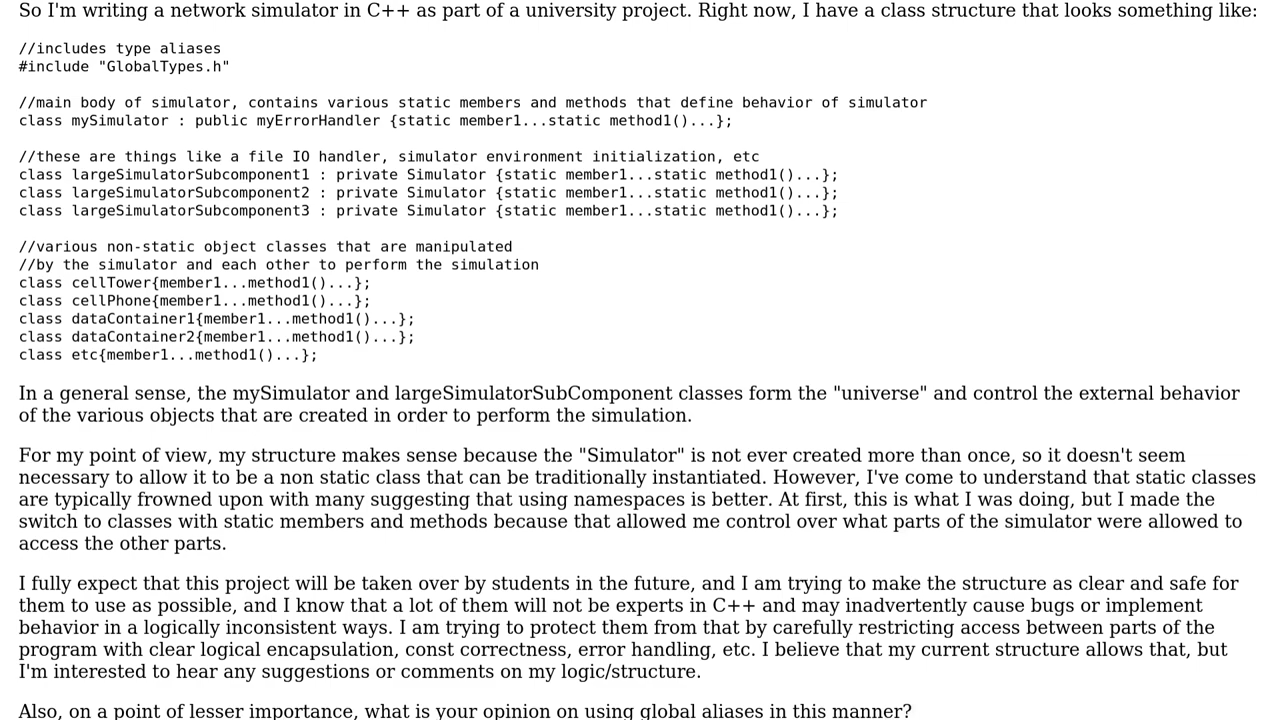 So I'm writing a network simulator in C++ as part of a university project. Right now, I have a class structure that looks something like:
//includes type aliases
#include "GlobalTypes.h"
//main body of simulator, contains various static members and methods that define behavior of simulator
class mySimulator : public myErrorHandler {static member1...static method1()...};
//these are things like a file IO handler, simulator environment initialization, etc
class largeSimulatorSubcomponent1 : private Simulator {static member1...static method1()...};
class largeSimulatorSubcomponent2 : private Simulator {static member1...static method1()...};
class largeSimulatorSubcomponent3 : private Simulator {static member1...static method1()...};
//various non-static object classes that are manipulated
//by the simulator and each other to perform the simulation
class cellTower{member1...method1()...};
class cellPhone{member1...method1()...};
class dataContainer1{member1...method1()...};
class dataContainer2{member1...method1()...};
class etc{member1...method1()...};
In a general sense, the mySimulator and largeSimulatorSubComponent classes form the "universe" and control the external behavior
of the various objects that are created in order to perform the simulation.
For my point of view, my structure makes sense because the "Simulator" is not ever created more than once, so it doesn't seem
necessary to allow it to be a non static class that can be traditionally instantiated. However, I've come to understand that static classes
are typically frowned upon with many suggesting that using namespaces is better. At first, this is what I was doing, but I made the
switch to classes with static members and methods because that allowed me control over what parts of the simulator were allowed to
access the other parts.
I fully expect that this project will be taken over by students in the future, and I am trying to make the structure as clear and safe for
them to use as possible, and I know that a lot of them will not be experts in C++ and may inadvertently cause bugs or implement
behavior in a logically inconsistent ways. I am trying to protect them from that by carefully restricting access between parts of the
program with clear logical encapsulation, const correctness, error handling, etc. I believe that my current structure allows that, but
I'm interested to hear any suggestions or comments on my logic/structure.
Also, on a point of lesser importance, what is your opinion on using global aliases in this manner?